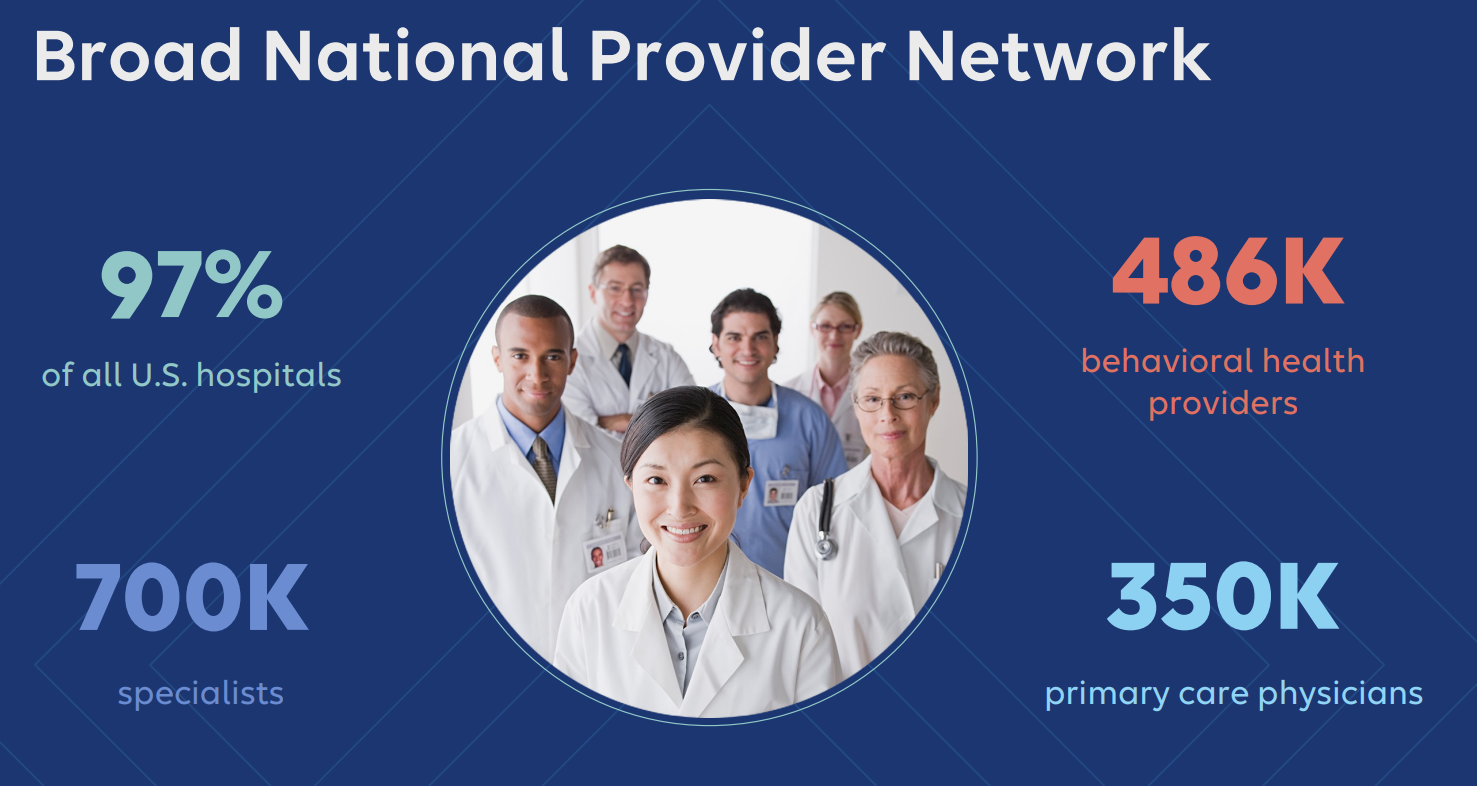 Broad National Provider Network
97%
of all U.S. hospitals
486K
behavioral health
providers
700K
specialists
350K
primary care physicians